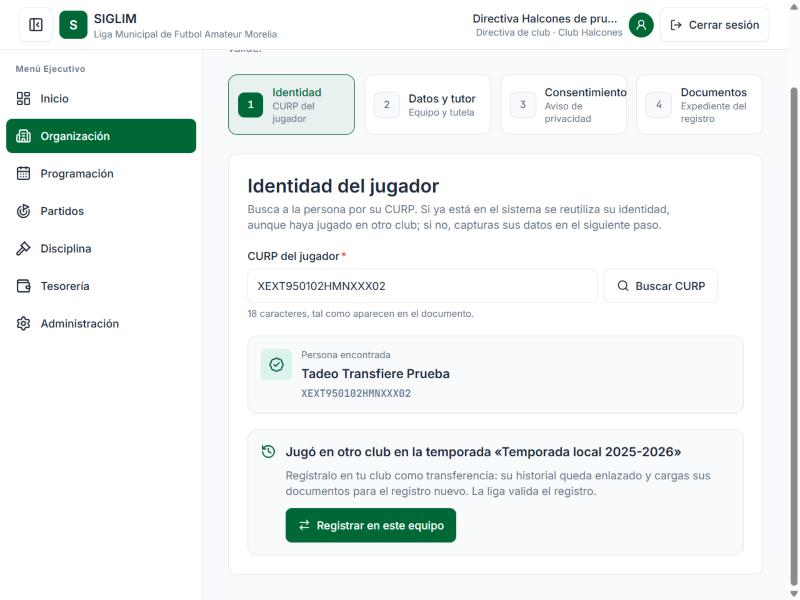 S
SIGLIM
Liga Municipal de Futbol Amateur Morelia
Directiva Halcones de pru...
Directiva de club · Club Halcones
Cerrar sesión
Menú Ejecutivo
Inicio
Organización
Programación
Partidos
Disciplina
Tesorería
Administración
1
Identidad
CURP del
jugador
2
Datos y tutor
Equipo y tutela
3
Consentimiento
Aviso de
privacidad
4
Documentos
Expediente del
registro
Identidad del jugador
Busca a la persona por su CURP. Si ya está en el sistema se reutiliza su identidad,
aunque haya jugado en otro club; si no, capturas sus datos en el siguiente paso.
CURP del jugador *
XEXT950102HMNXXX02
Buscar CURP
18 caracteres, tal como aparecen en el documento.
Persona encontrada
Tadeo Transfiere Prueba
XEXT950102HMNXXX02
Jugó en otro club en la temporada «Temporada local 2025-2026»
Regístralo en tu club como transferencia: su historial queda enlazado y cargas sus
documentos para el registro nuevo. La liga valida el registro.
Registrar en este equipo